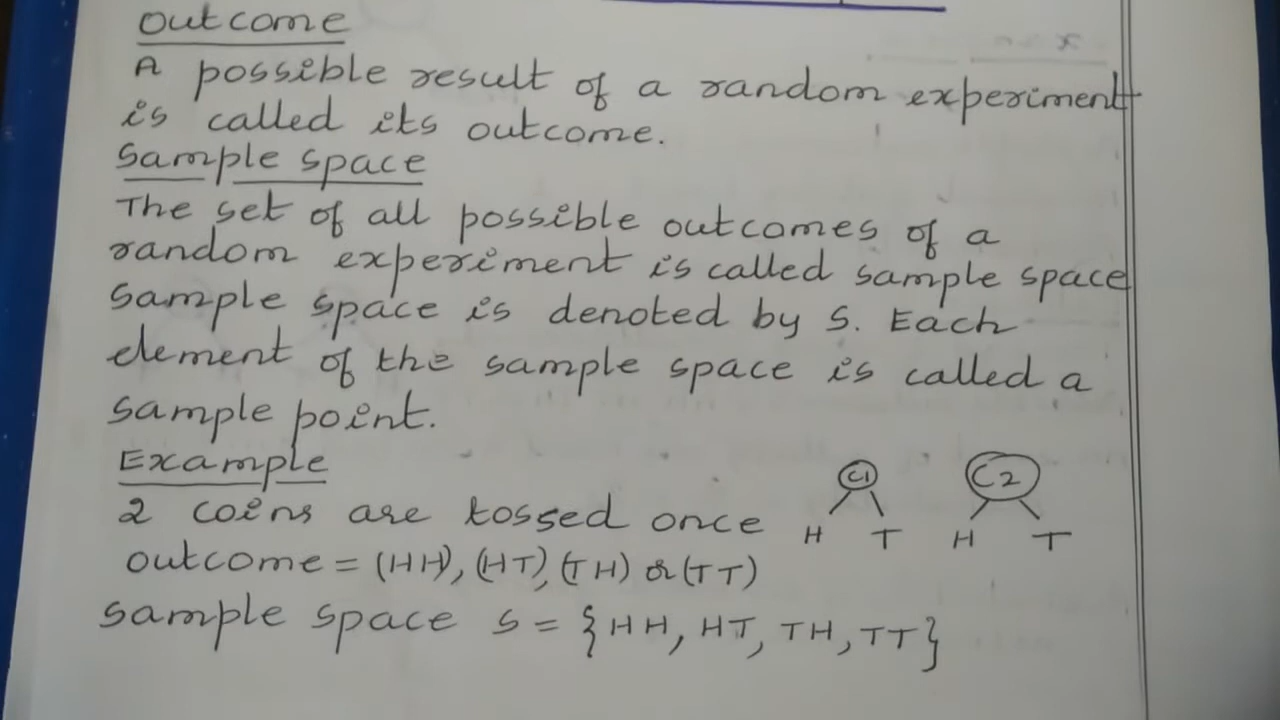 outcome
A possible result of a random experiment
is called its outcome.
Sample space
The set of all possible outcomes of a
random experiment is called sample space
sample space is denoted by S. Each
element of the sample space is called a
sample point.
Example
2 coins are tossed once
C1 C2
H T H T
outcome = (HH), (HT), (TH) or (TT)
sample space S = {HH, HT, TH, TT}